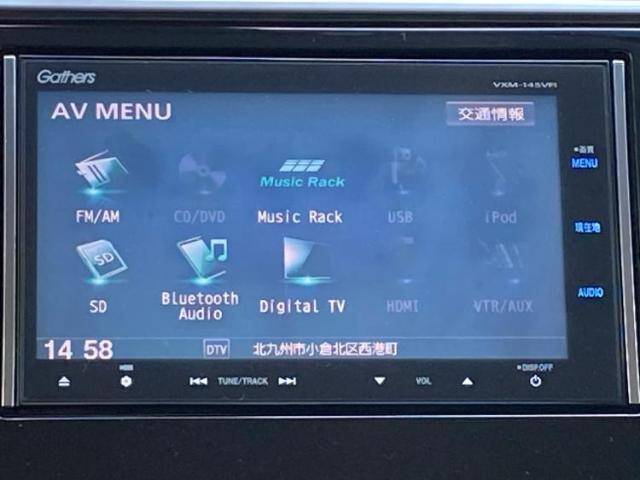 Gathers
VXM-145VFi
AV MENU
交通情報
Music Rack
FM/AM
CD/DVD
Music Rack
USB
iPod
SD
SD
Bluetooth Audio
Digital TV
HDMI
VTR/AUX
14 58
DTV
北九州市小倉北区西港町
画質
MENU
現在地
AUDIO
TUNE/TRACK
VOL
DISP.OFF